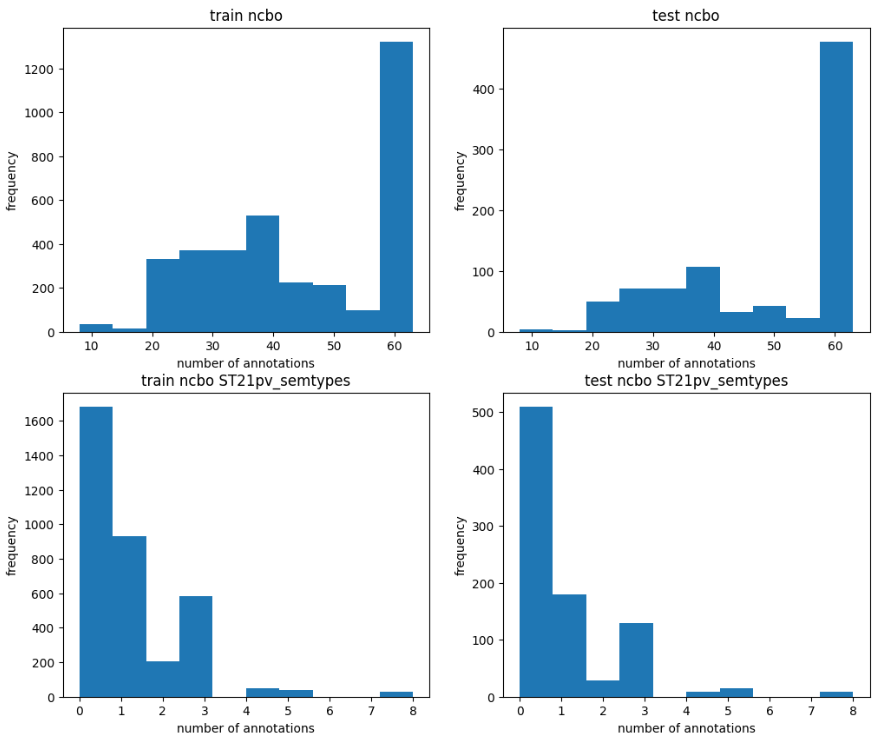 train ncbo
frequency
1200
1000
800
600
400
200
0
10 20 30 40 50 60
number of annotations
test ncbo
frequency
400
300
200
100
0
10 20 30 40 50 60
number of annotations
train ncbo ST21pv_semtypes
frequency
1600
1400
1200
1000
800
600
400
200
0
0 1 2 3 4 5 6 7 8
number of annotations
test ncbo ST21pv_semtypes
frequency
500
400
300
200
100
0
0 1 2 3 4 5 6 7 8
number of annotations